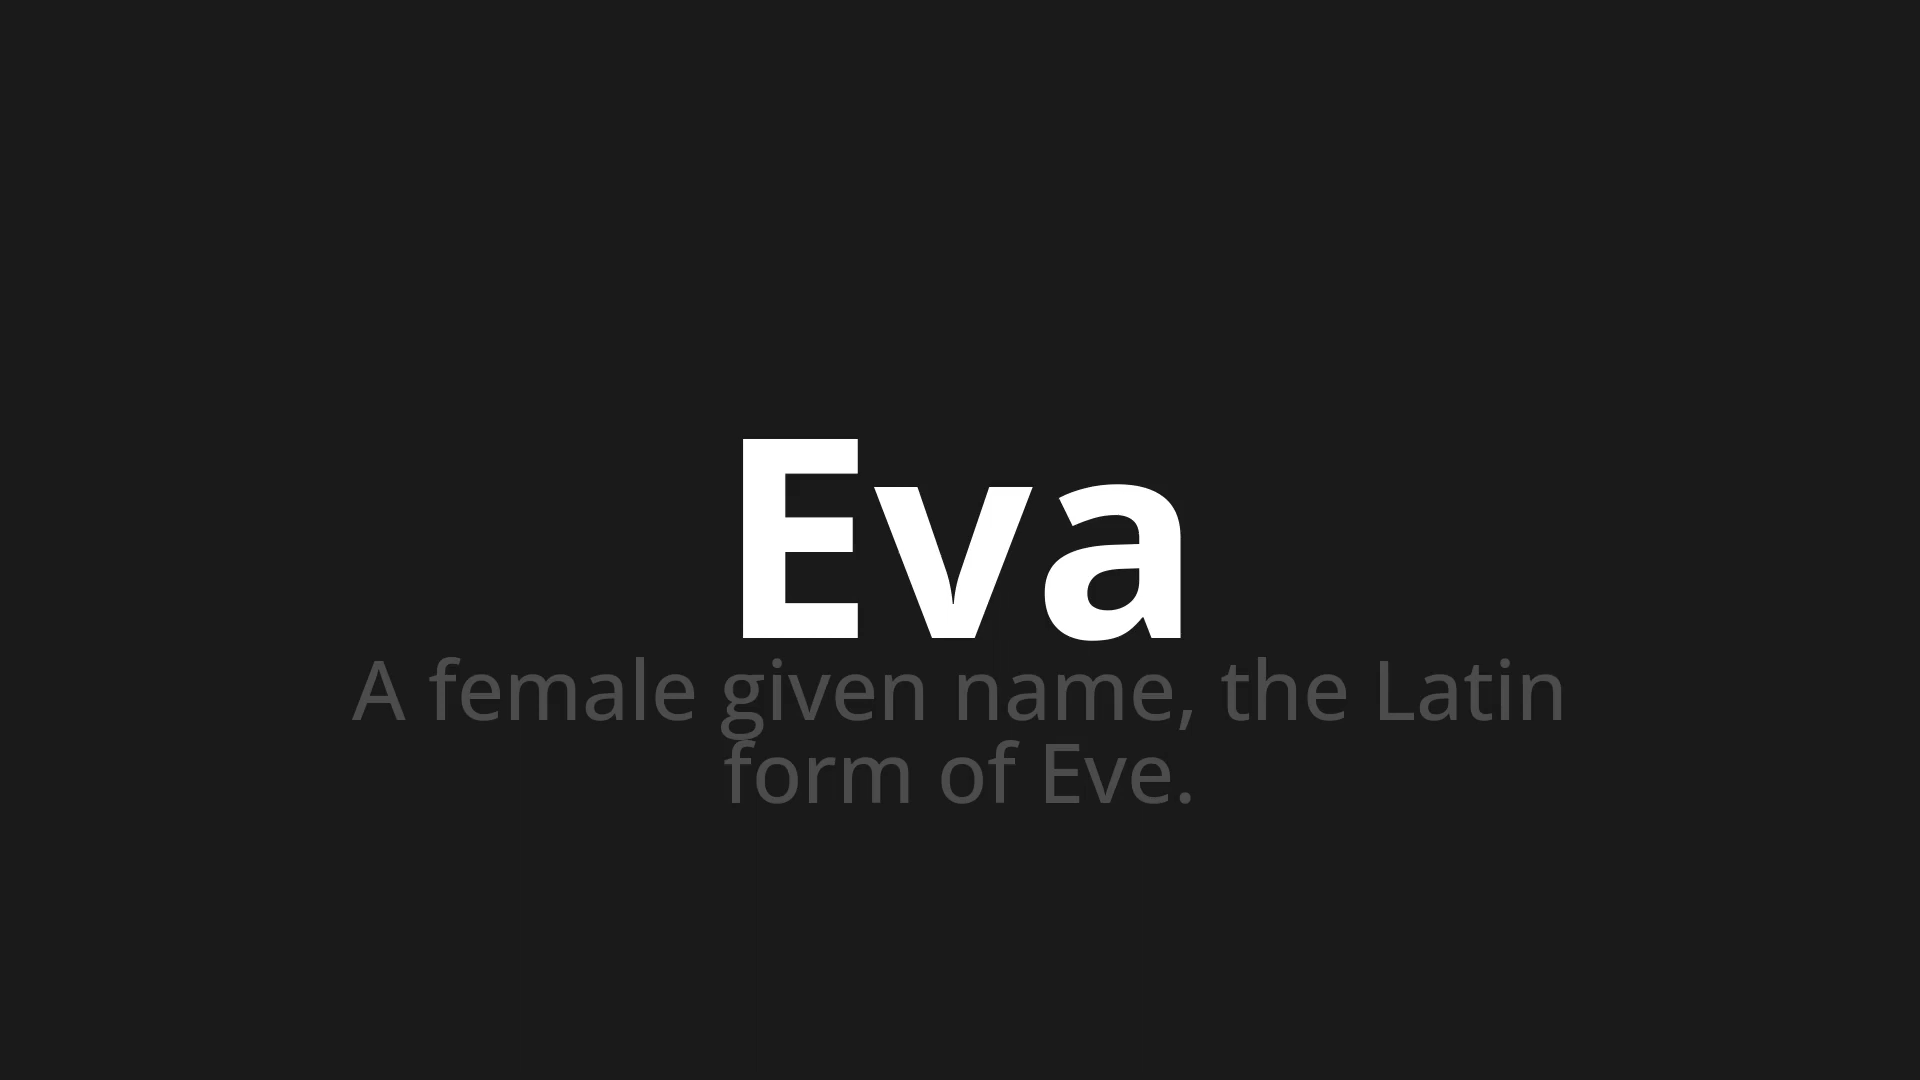 Eva
A female given name, the Latin
form of Eve.